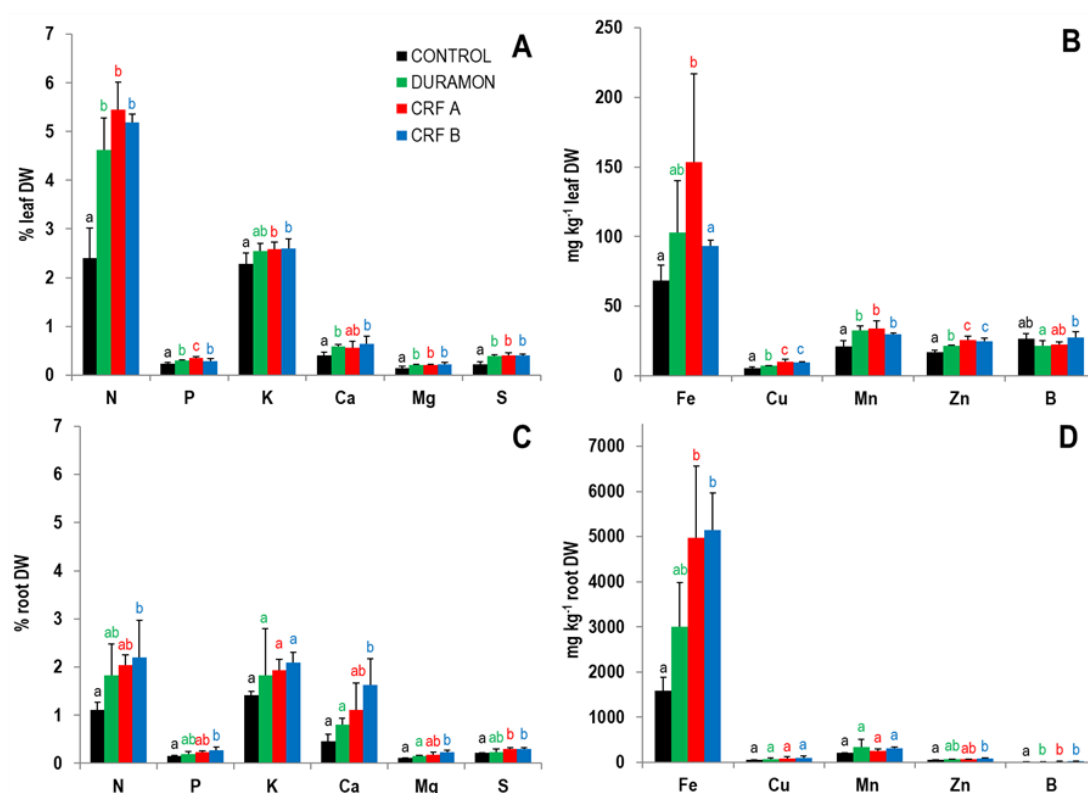 A
7
6
5
4
3
2
1
0
% leaf DW
CONTROL
DURAMON
CRF A
CRF B
a b b b
a b c b
a ab b b
a b ab b
a b b b
a b b b
N P K Ca Mg S
B
250
200
150
100
50
0
mg kg⁻¹ leaf DW
a ab b a
a b c c
a b b b
a b c c
ab a ab b
Fe Cu Mn Zn B
C
7
6
5
4
3
2
1
0
% root DW
a ab ab b
a ab ab b
a a a a
a a ab b
a a ab b
a a b b
N P K Ca Mg S
D
7000
6000
5000
4000
3000
2000
1000
0
mg kg⁻¹ root DW
a ab b b
a a a a
a a a a
a ab ab b
a b b b
Fe Cu Mn Zn B